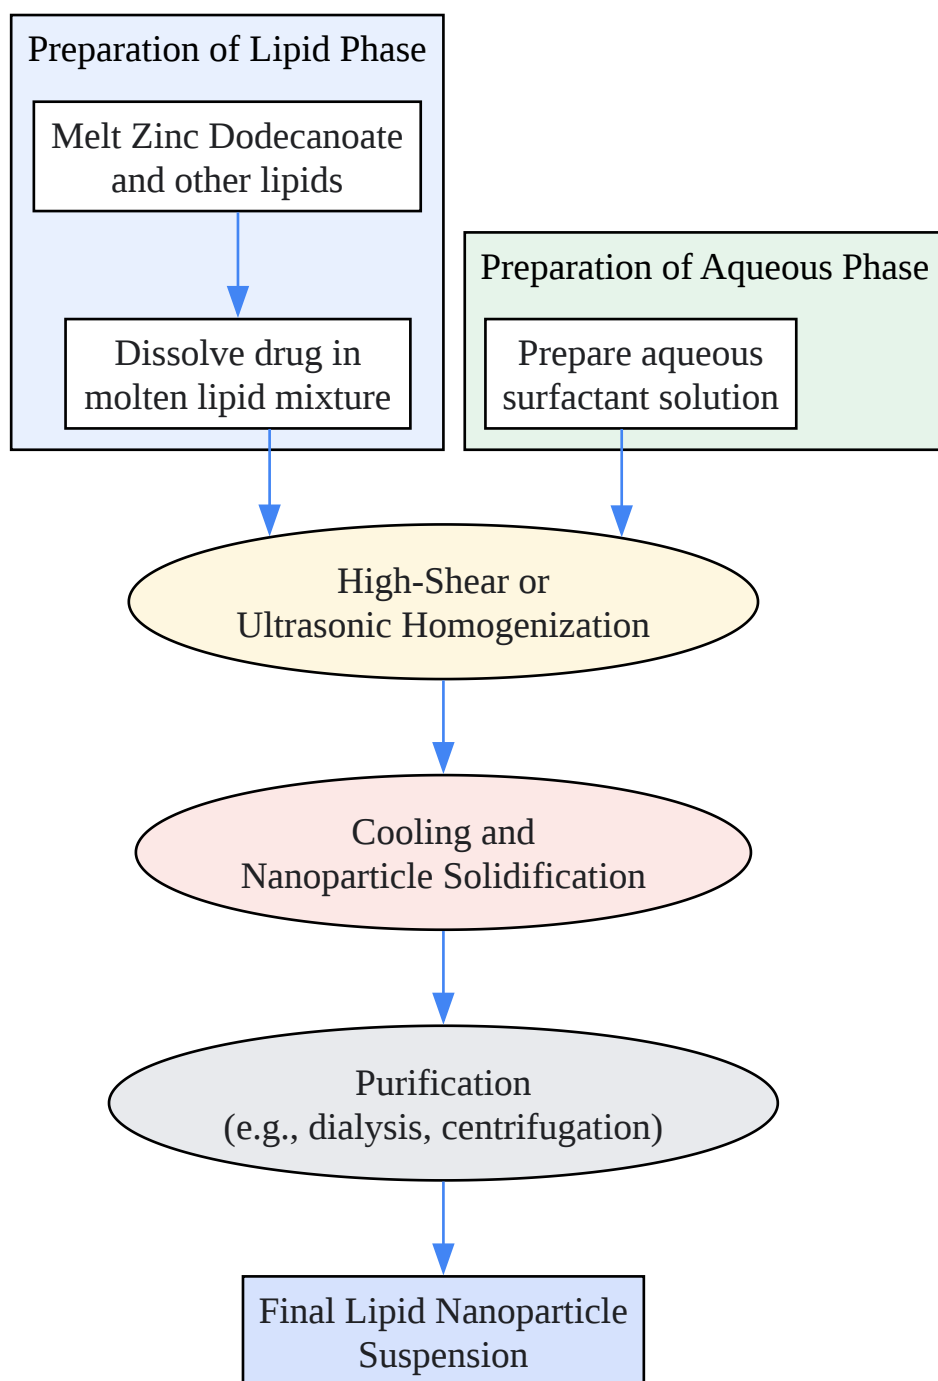 Preparation of Lipid Phase
Melt Zinc Dodecanoate
and other lipids
Dissolve drug in
molten lipid mixture
Preparation of Aqueous Phase
Prepare aqueous
surfactant solution
High-Shear or
Ultrasonic Homogenization
Cooling and
Nanoparticle Solidification
Purification
(e.g., dialysis, centrifugation)
Final Lipid Nanoparticle
Suspension